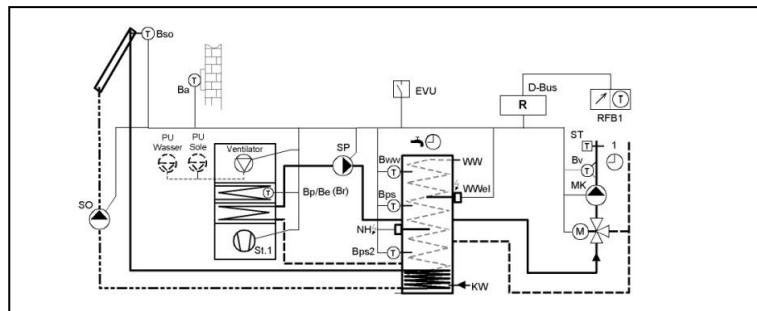 T Bso
T
Ba
EVU
D-Bus
R
T
RFB1
PU
Wasser
PU
Sole
Ventilator
SP
ST
T
1
Bv
T
MK
M
Bww
T
WW
WWel
Bps
T
NH
Bps2
T
KW
T
Bp/Be (Br)
St.1
SO